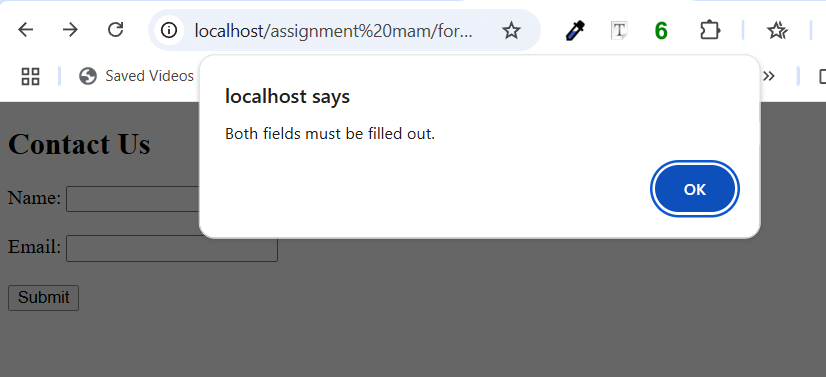 localhost/assignment%20mam/for...
6
Saved Videos
localhost says
Both fields must be filled out.
OK
Contact Us
Name:
Email:
Submit